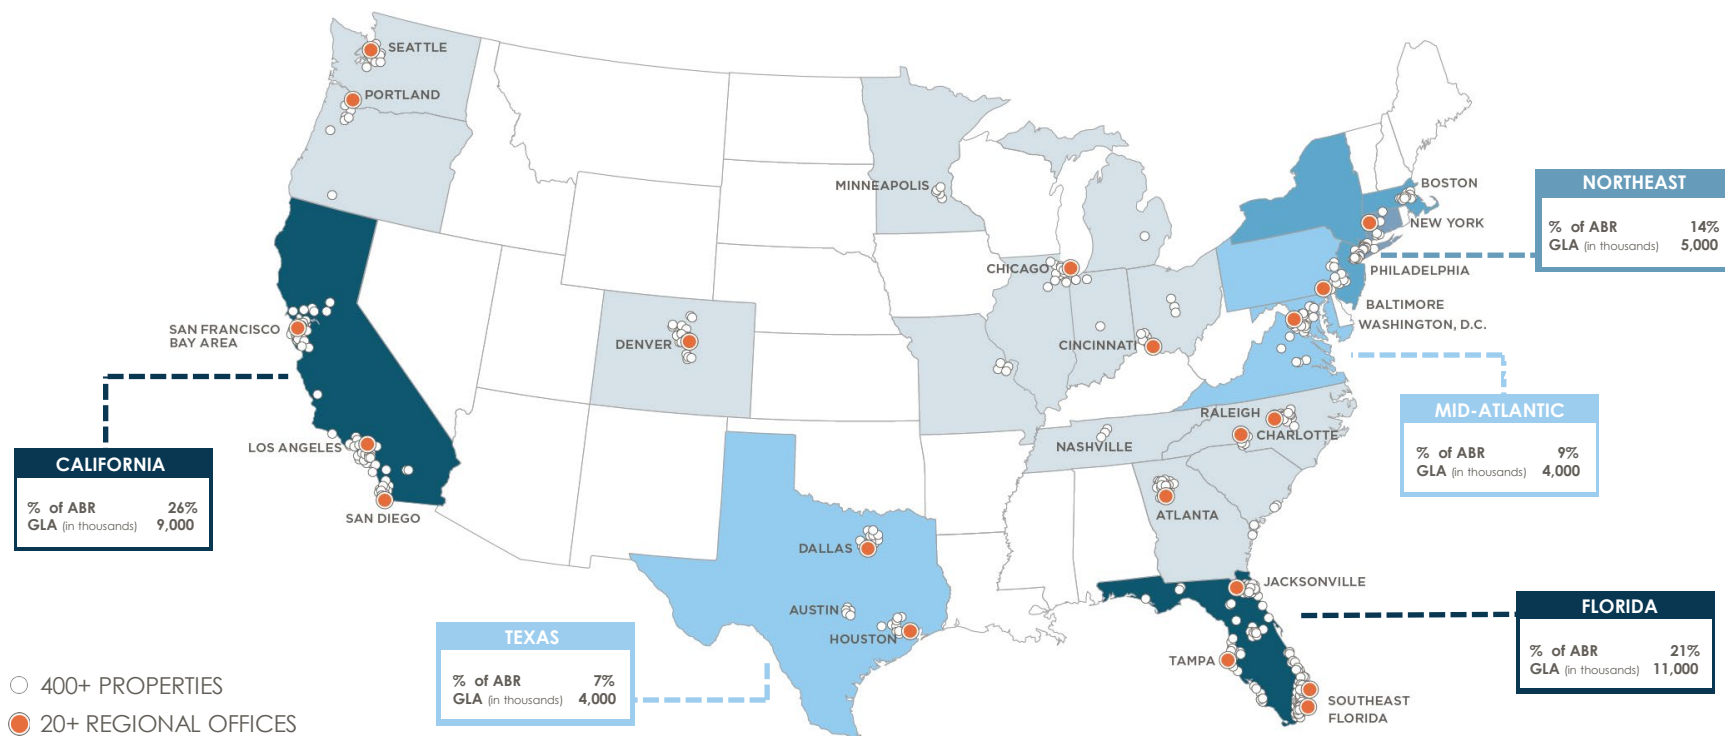 SEATTLE
PORTLAND
MINNEAPOLIS
BOSTON
NEW YORK
NORTHEAST
% of ABR 14%
GLA (in thousands) 5,000
CHICAGO
PHILADELPHIA
BALTIMORE
WASHINGTON, D.C.
SAN FRANCISCO
BAY AREA
DENVER
CINCINNATI
MID-ATLANTIC
% of ABR 9%
GLA (in thousands) 4,000
RALEIGH
CHARLOTTE
NASHVILLE
LOS ANGELES
CALIFORNIA
% of ABR 26%
GLA (in thousands) 9,000
SAN DIEGO
ATLANTA
DALLAS
AUSTIN
HOUSTON
JACKSONVILLE
FLORIDA
% of ABR 21%
GLA (in thousands) 11,000
TEXAS
% of ABR 7%
GLA (in thousands) 4,000
TAMPA
SOUTHEAST
FLORIDA
400+ PROPERTIES
20+ REGIONAL OFFICES